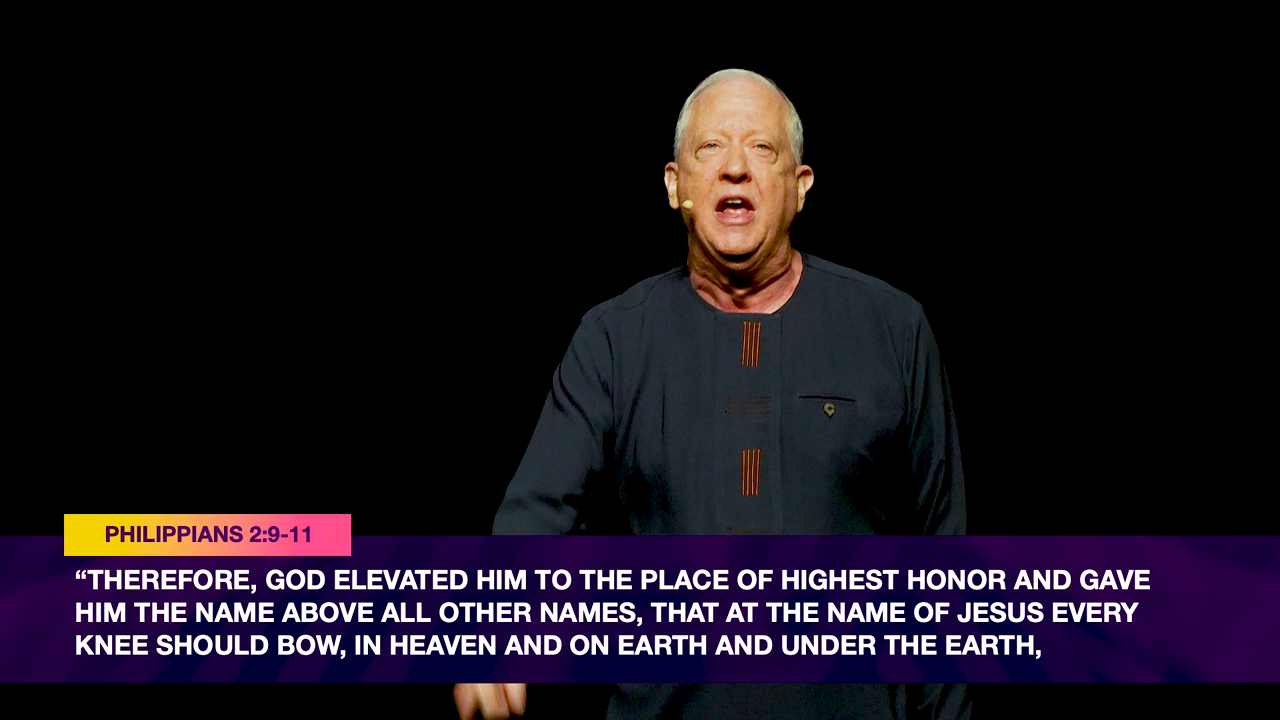 PHILIPPIANS 2:9-11
“THEREFORE, GOD ELEVATED HIM TO THE PLACE OF HIGHEST HONOR AND GAVE
HIM THE NAME ABOVE ALL OTHER NAMES, THAT AT THE NAME OF JESUS EVERY
KNEE SHOULD BOW, IN HEAVEN AND ON EARTH AND UNDER THE EARTH,